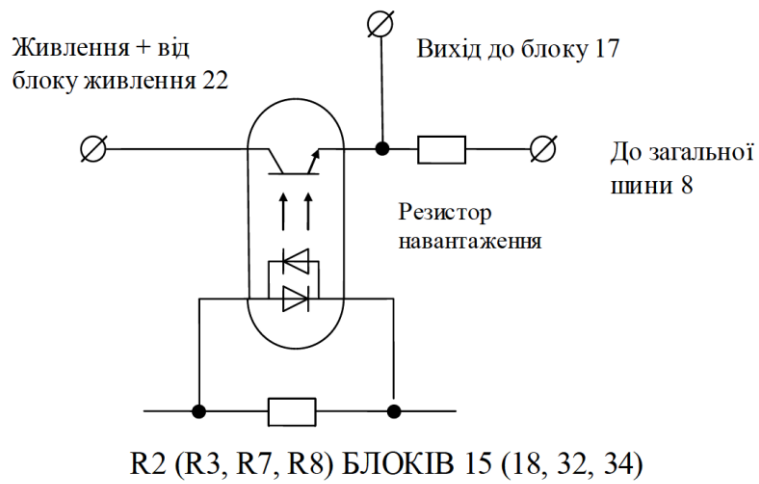 Живлення + від
блоку живлення 22
Вихід до блоку 17
До загальної
шини 8
Резистор
навантаження
R2 (R3, R7, R8) БЛОКІВ 15 (18, 32, 34)